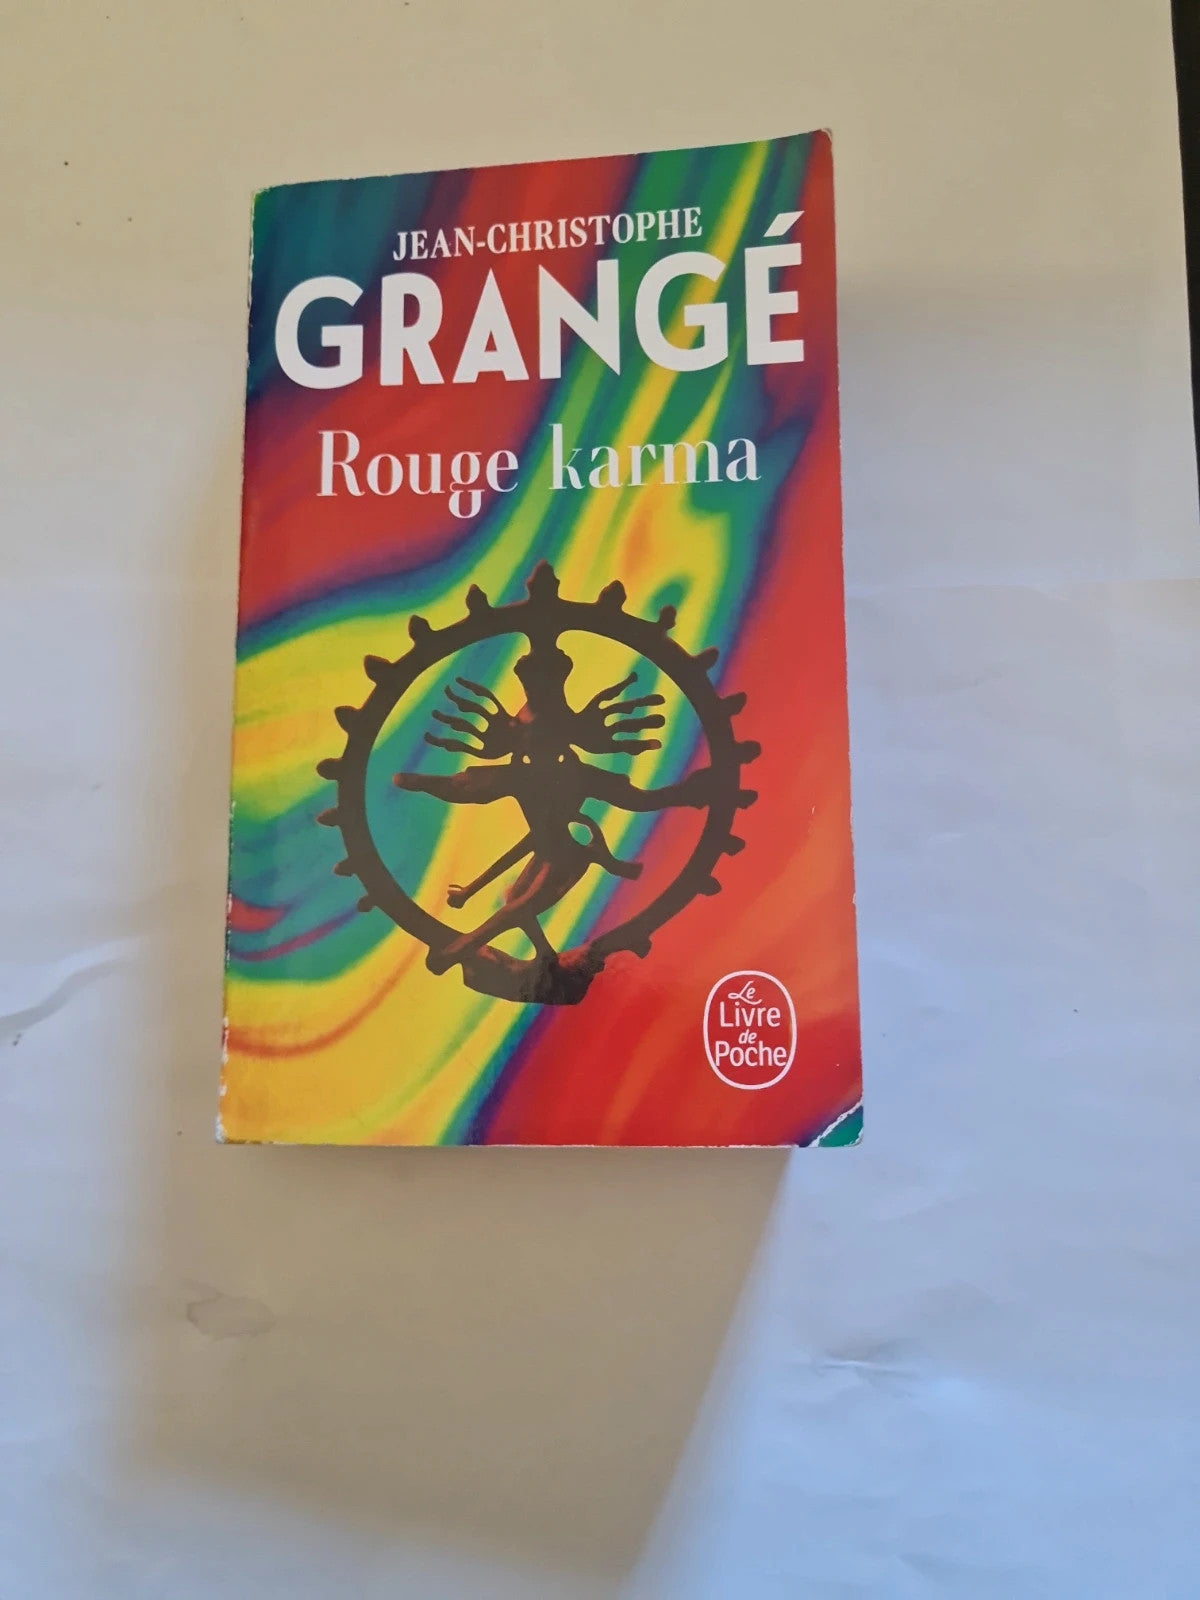 JEAN-CHRISTOPHE
GRANGÉ
Rouge karma
Le
Livre
de
Poche